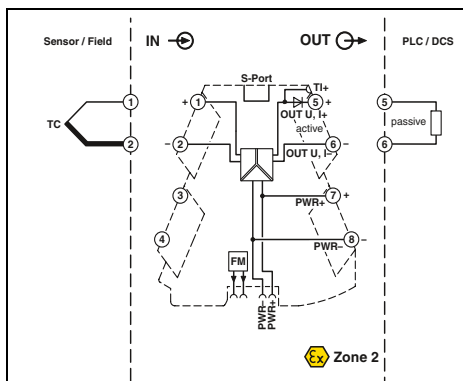 Sensor / Field
IN
OUT
PLC / DCS
S-Port
TI+
1
+
1
5
+
5
OUT U, I+
TC
active
passive
2
−
2
6
−
6
OUT U, I−
3
7
+
PWR+
4
8
−
PWR−
FM
PWR−
PWR+
Ex
Zone 2